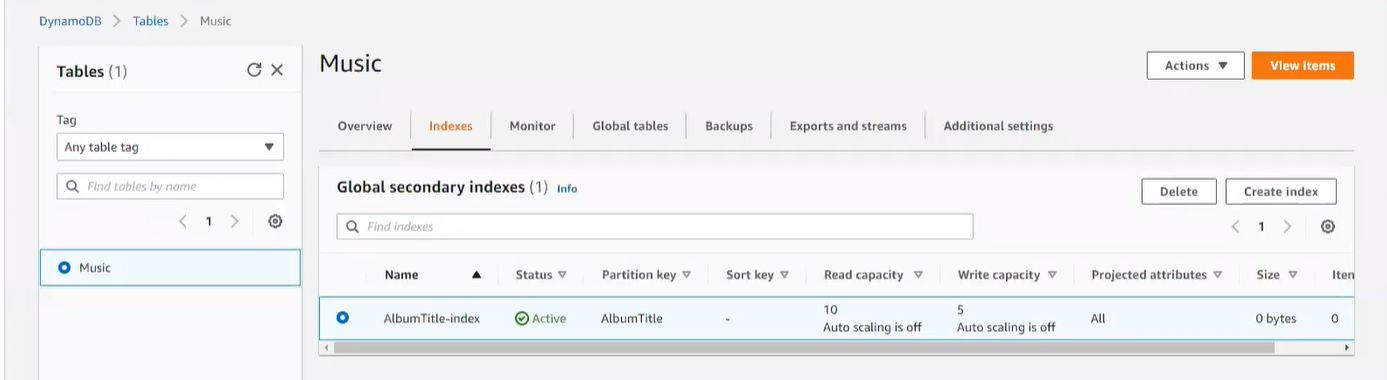 DynamoDB > Tables > Music
Tables (1)
Tag
Any table tag
Find tables by name
1
Music
Music
Actions
View items
Overview Indexes Monitor Global tables Backups Exports and streams Additional settings
Global secondary indexes (1) Info
Delete Create index
Find indexes
1
Name Status Partition key Sort key Read capacity Write capacity Projected attributes Size Iten
AlbumTitle-index Active AlbumTitle - 10 5 All 0 bytes 0
Auto scaling is off Auto scaling is off